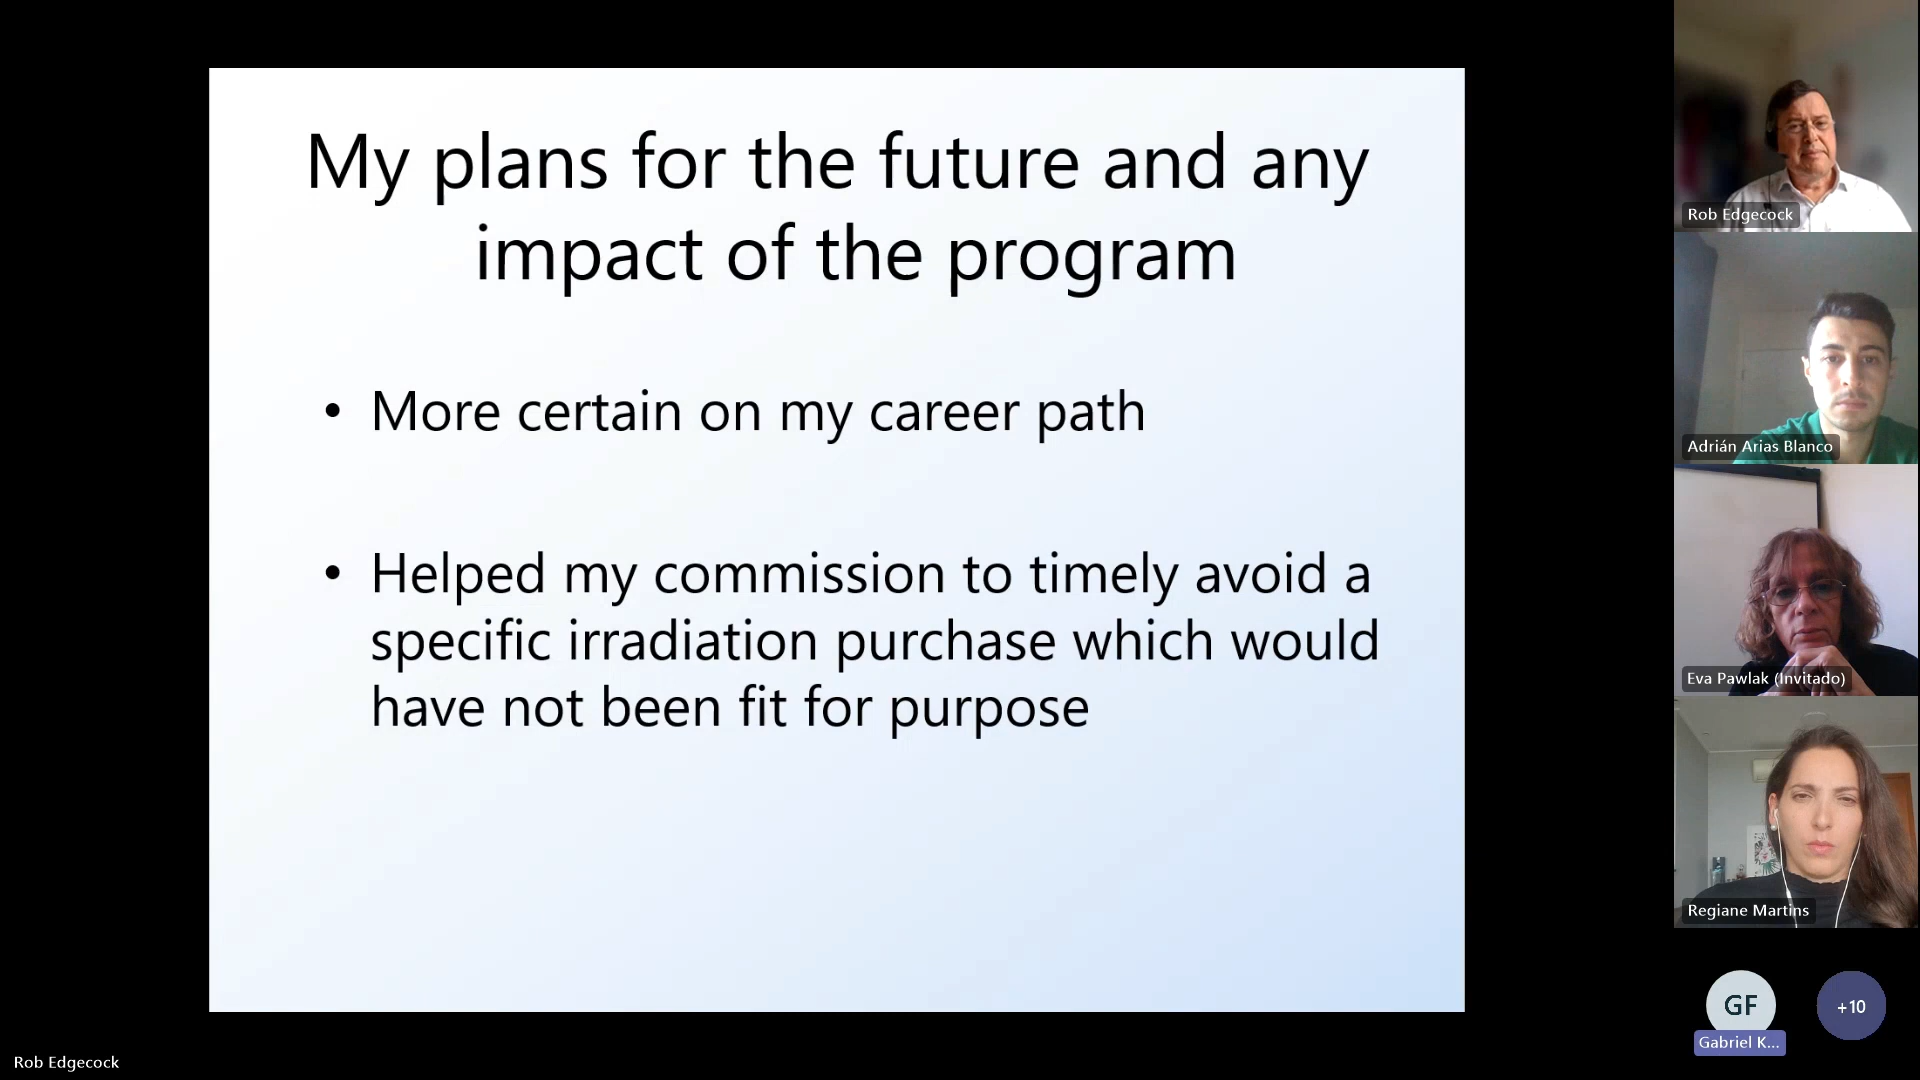 My plans for the future and any
impact of the program
• More certain on my career path
• Helped my commission to timely avoid a
specific irradiation purchase which would
have not been fit for purpose
Rob Edgecock
Adrián Arias Blanco
Eva Pawlak (Invitado)
Regiane Martins
GF
+10
Gabriel K...
Rob Edgecock